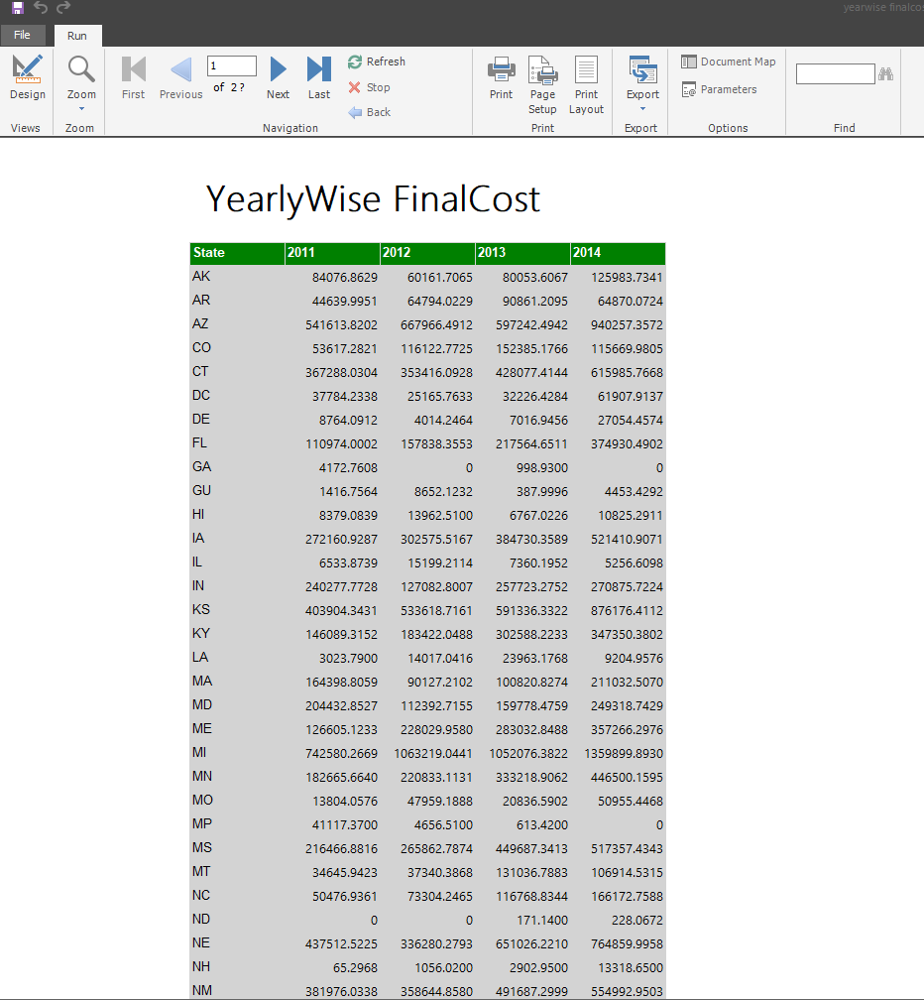 yearwise finalcos
File Run
1
of 2 ?
Design Zoom First Previous Next Last
Refresh
Stop
Back
Print Page Setup Print Layout Export
Document Map
Parameters
Views Zoom Navigation Print Export Options Find
YearlyWise FinalCost
State 2011 2012 2013 2014
AK 84076.8629 60161.7065 80053.6067 125983.7341
AR 44639.9951 64794.0229 90861.2095 64870.0724
AZ 541613.8202 667966.4912 597242.4942 940257.3572
CO 53617.2821 116122.7725 152385.1766 115669.9805
CT 367288.0304 353416.0928 428077.4144 615985.7668
DC 37784.2338 25165.7633 32226.4284 61907.9137
DE 8764.0912 4014.2464 7016.9456 27054.4574
FL 110974.0002 157838.3553 217564.6511 374930.4902
GA 4172.7608 0 998.9300 0
GU 1416.7564 8652.1232 387.9996 4453.4292
HI 8379.0839 13962.5100 6767.0226 10825.2911
IA 272160.9287 302575.5167 384730.3589 521410.9071
IL 6533.8739 15199.2114 7360.1952 5256.6098
IN 240277.7728 127082.8007 257723.2752 270875.7224
KS 403904.3431 533618.7161 591336.3322 876176.4112
KY 146089.3152 183422.0488 302588.2233 347350.3802
LA 3023.7900 14017.0416 23963.1768 9204.9576
MA 164398.8059 90127.2102 100820.8274 211032.5070
MD 204432.8527 112392.7155 159778.4759 249318.7429
ME 126605.1233 228029.9580 283032.8488 357266.2976
MI 742580.2669 1063219.0441 1052076.3822 1359899.8930
MN 182665.6640 220833.1131 333218.9062 446500.1595
MO 13804.0576 47959.1888 20836.5902 50955.4468
MP 41117.3700 4656.5100 613.4200 0
MS 216466.8816 265862.7874 449687.3413 517357.4343
MT 34645.9423 37340.3868 131036.7883 106914.5315
NC 50476.9361 73304.2465 116768.8344 166172.7588
ND 0 0 171.1400 228.0672
NE 437512.5225 336280.2793 651026.2210 764859.9958
NH 65.2968 1056.0200 2902.9500 13318.6500
NM 381976.0338 358644.8580 491687.2999 554992.9503